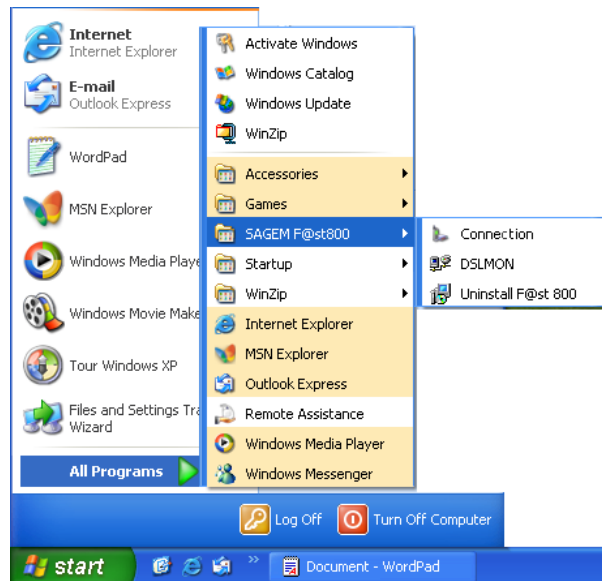 Internet
Internet Explorer
E-mail
Outlook Express
WordPad
MSN Explorer
Windows Media Playe
Windows Movie Make
Tour Windows XP
Files and Settings Tra
Wizard
All Programs
Activate Windows
Windows Catalog
Windows Update
WinZip
Accessories
Games
SAGEM F@st800
Startup
WinZip
Internet Explorer
MSN Explorer
Outlook Express
Remote Assistance
Windows Media Player
Windows Messenger
Connection
DSLMON
Uninstall F@st 800
Log Off
Turn Off Computer
start
Document - WordPad